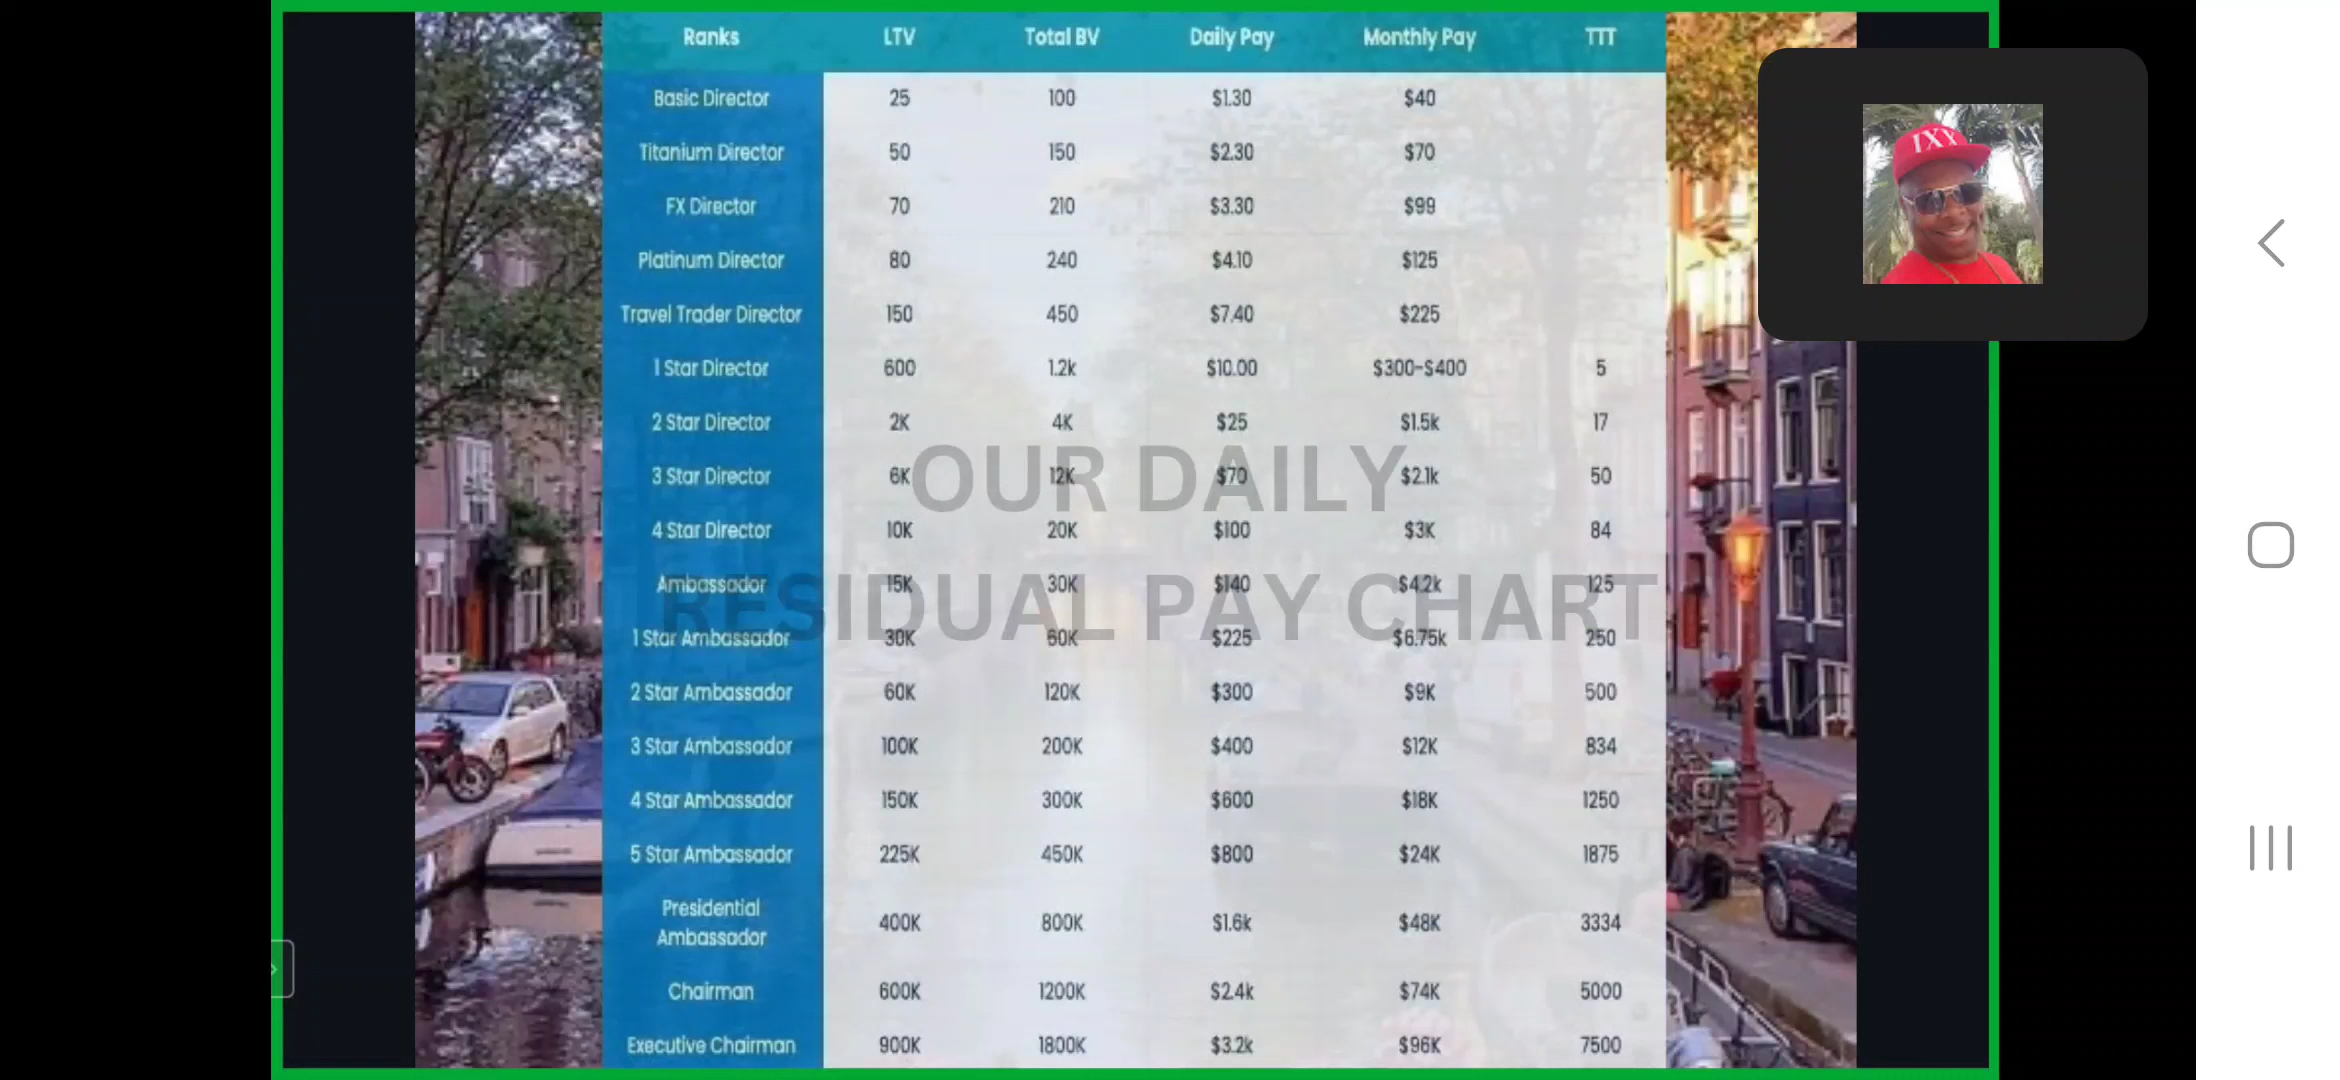 Ranks LTV Total BV Daily Pay Monthly Pay TTT
Basic Director 25 100 $1.30 $40
Titanium Director 50 150 $2.30 $70
FX Director 70 210 $3.30 $99
Platinum Director 80 240 $4.10 $125
Travel Trader Director 150 450 $7.40 $225
1 Star Director 600 1.2k $10.00 $300-$400 5
2 Star Director 2K 4K $25 $1.5k 17
3 Star Director 6K 12K $70 $2.1k 50
OUR DAILY
4 Star Director 10K 20K $100 $3K 84
Ambassador 15K 30K $140 $4.2k 125
RESIDUAL PAY CHART
1 Star Ambassador 30K 60K $225 $6.75k 250
2 Star Ambassador 60K 120K $300 $9K 500
3 Star Ambassador 100K 200K $400 $12K 834
4 Star Ambassador 150K 300K $600 $18K 1250
5 Star Ambassador 225K 450K $800 $24K 1875
Presidential
Ambassador 400K 800K $1.6k $48K 3334
Chairman 600K 1200K $2.4k $74K 5000
Executive Chairman 900K 1800K $3.2k $96K 7500